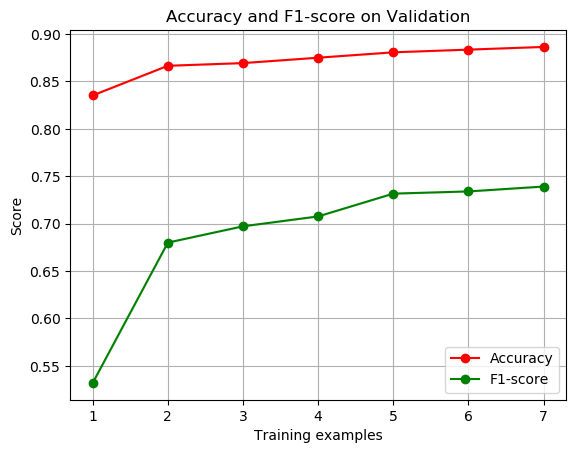 Accuracy and F1-score on Validation
0.90
0.85
0.80
0.75
0.70
0.65
0.60
0.55
Score
Accuracy
F1-score
1 2 3 4 5 6 7
Training examples